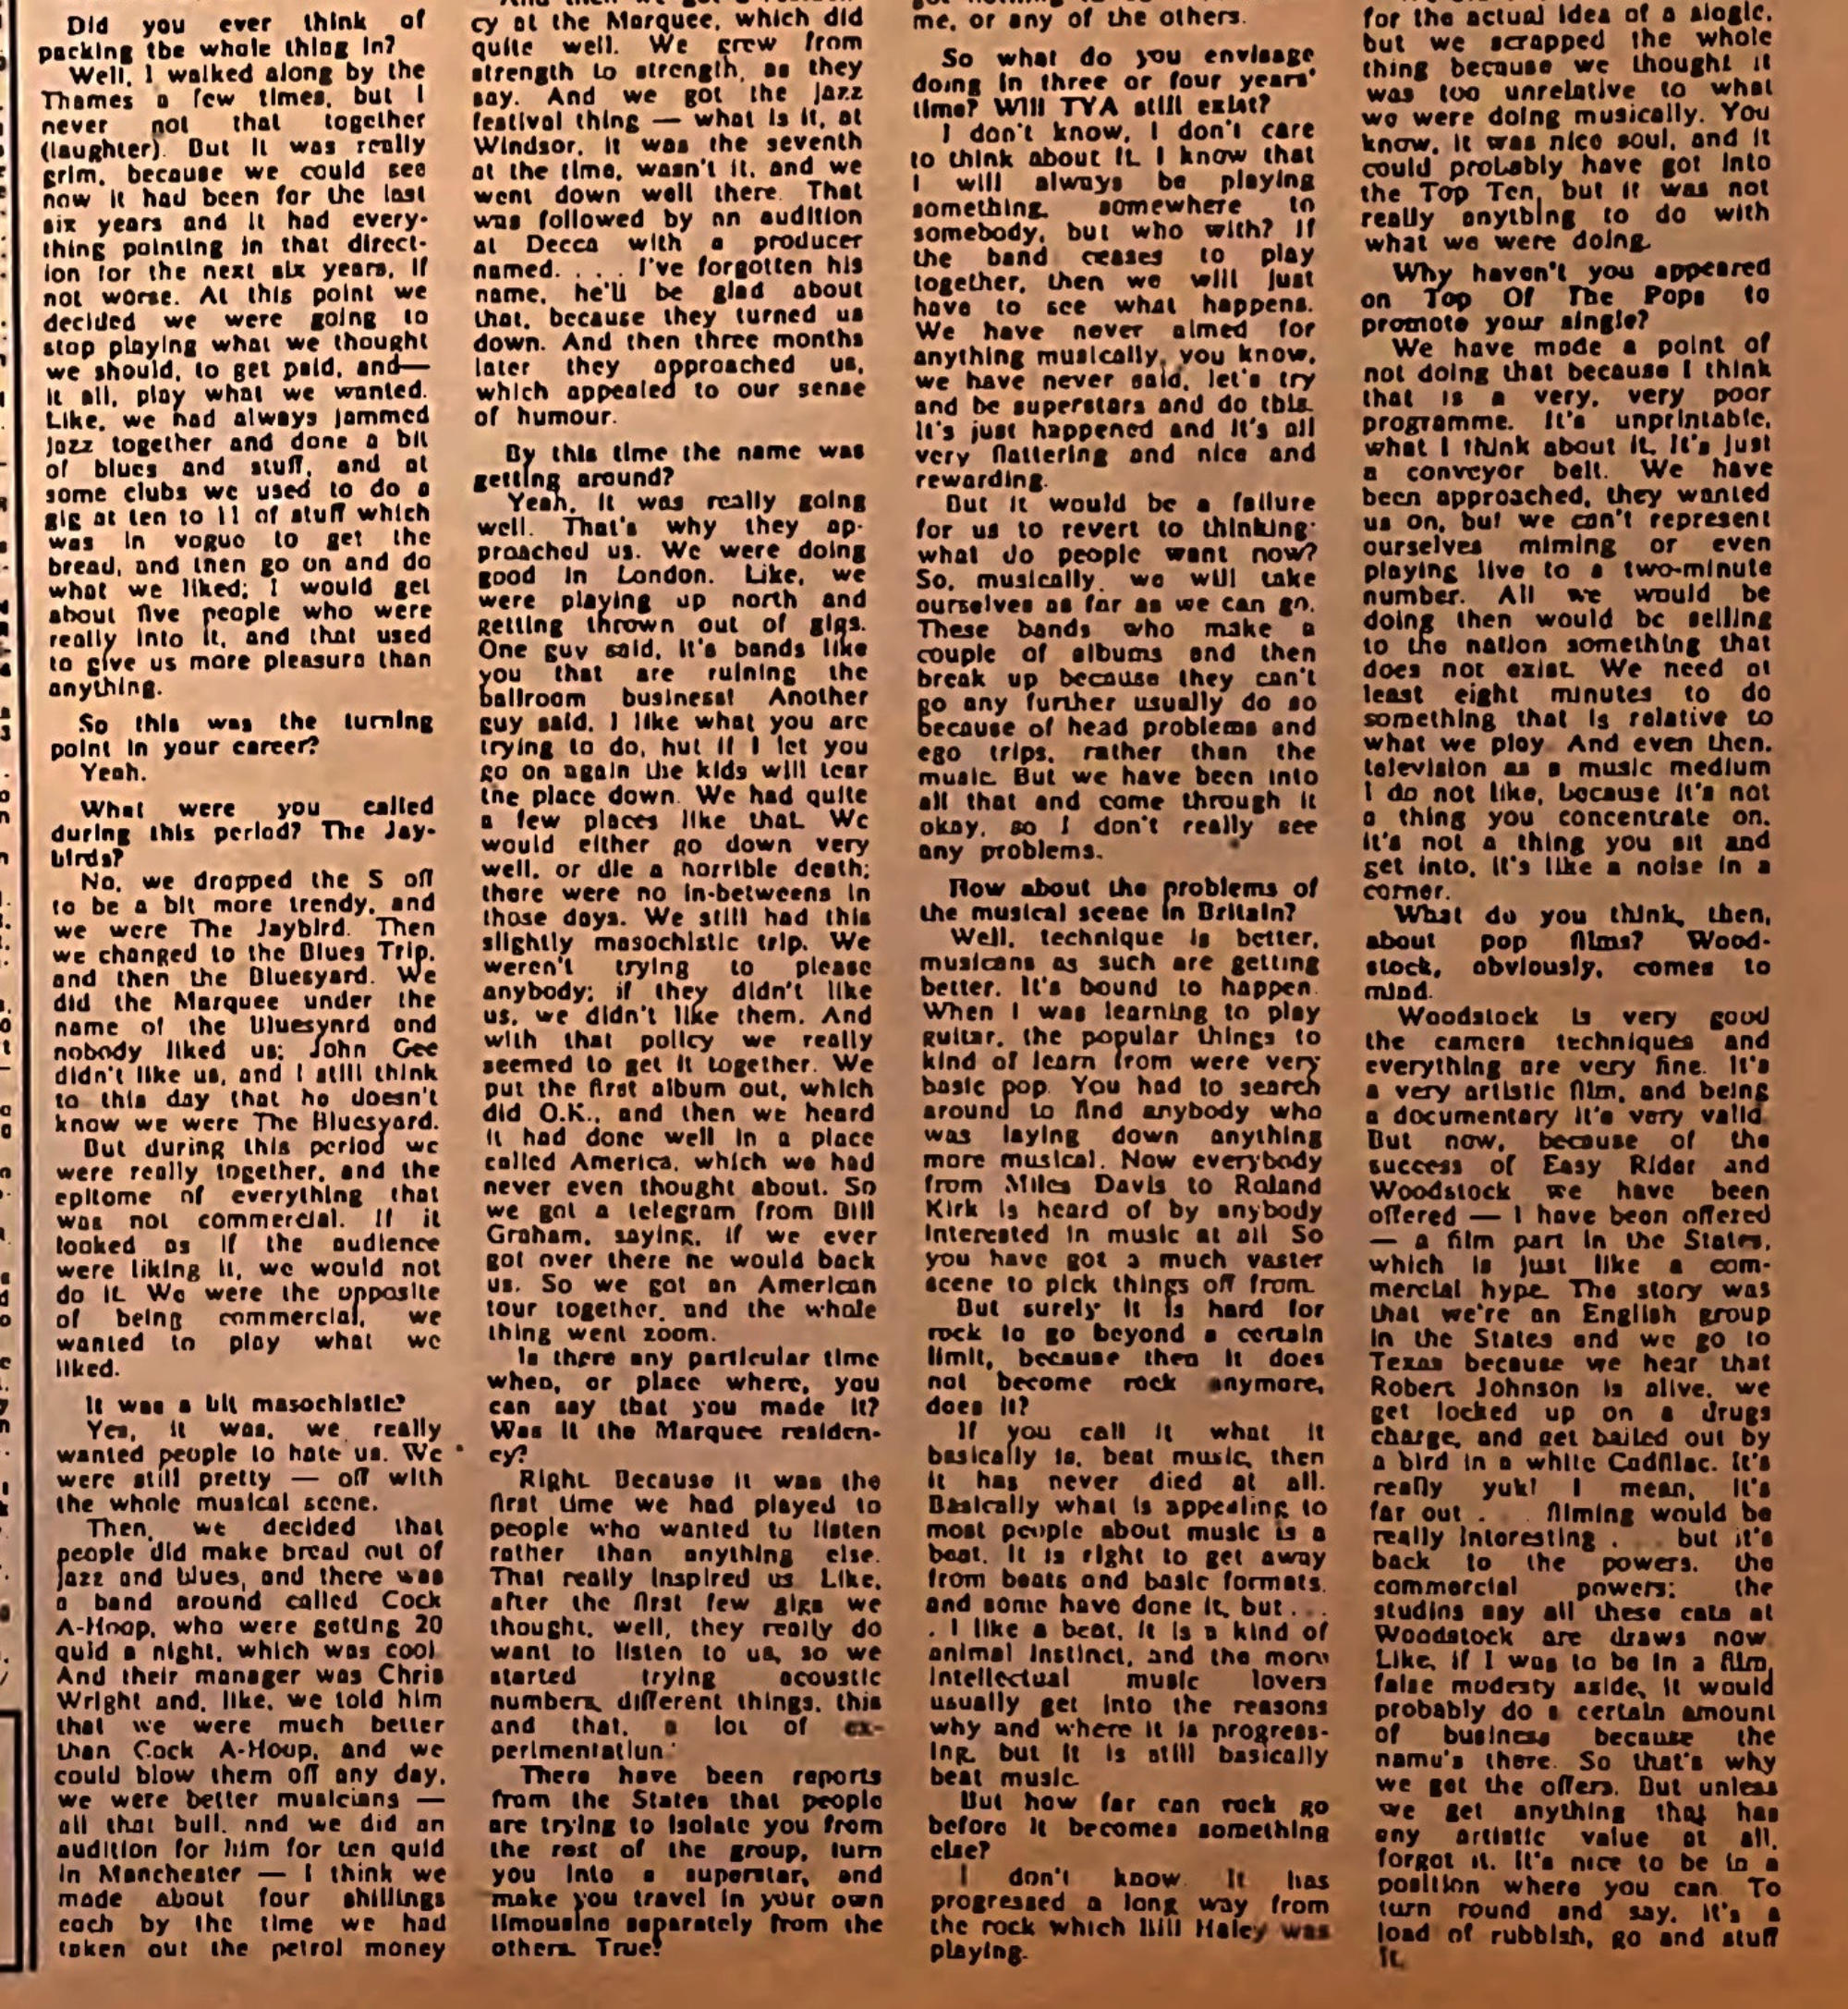 Did you ever think of
packing the whole thing in?
Well, I walked along by the
Thames a few times, but I
never not that together
(laughter). But it was really
grim, because we could see
now it had been for the last
six years and it had every-
thing pointing in that direct-
ion for the next six years, if
not worse. At this point we
decided we were going to
stop playing what we thought
we should, to get paid, and—
it all, play what we wanted.
Like, we had always jammed
jazz together and done a bit
of blues and stuff, and at
some clubs we used to do a
gig at ten to 11 of stuff which
was in vogue to get the
bread, and then go on and do
what we liked; I would get
about five people who were
really into it, and that used
to give us more pleasure than
anything.
So this was the turning
point in your career?
Yeah.
What were you called
during this period? The Jay-
birds?
No, we dropped the S off
to be a bit more trendy, and
we were The Jaybird. Then
we changed to the Blues Trip,
and then the Bluesyard. We
did the Marquee under the
name of the Bluesyard and
nobody liked us; John Gee
didn't like us, and I still think
to this day that he doesn't
know we were The Bluesyard.
But during this period we
were really together, and the
epitome of everything that
was not commercial. If it
looked as if the audience
were liking it, we would not
do it. We were the opposite
of being commercial, we
wanted to play what we
liked.
It was a bit masochistic?
Yes, it was, we really
wanted people to hate us. We
were still pretty — off with
the whole musical scene.
Then, we decided that
people did make bread out of
jazz and blues, and there was
a band around called Cock
A-Hoop, who were getting 20
quid a night, which was cool.
And their manager was Chris
Wright and, like, we told him
that we were much better
than Cock A-Houp, and we
could blow them off any day,
we were better musicians —
all that bull, and we did an
audition for him for ten quid
in Manchester — I think we
made about four shillings
each by the time we had
taken out the petrol money
cy at the Marquee, which did
quite well. We grew from
strength to strength, as they
say. And we got the jazz
festival thing — what is it, at
Windsor, it was the seventh
at the time, wasn't it, and we
went down well there. That
was followed by an audition
at Decca with a producer
named. . . . I've forgotten his
name, he'll be glad about
that, because they turned us
down. And then three months
later they approached us,
which appealed to our sense
of humour.
By this time the name was
getting around?
Yeah, it was really going
well. That's why they ap-
proached us. We were doing
good in London. Like, we
were playing up north and
getting thrown out of gigs.
One guy said, it's bands like
you that are ruining the
ballroom business! Another
guy said, I like what you are
trying to do, but if I let you
go on again the kids will tear
the place down. We had quite
a few places like that. We
would either go down very
well, or die a horrible death;
there were no in-betweens in
those days. We still had this
slightly masochistic trip. We
weren't trying to please
anybody; if they didn't like
us, we didn't like them. And
with that policy we really
seemed to get it together. We
put the first album out, which
did O.K., and then we heard
it had done well in a place
called America, which we had
never even thought about. So
we got a telegram from Bill
Graham, saying, if we ever
got over there he would back
us. So we got an American
tour together, and the whole
thing went zoom.
Is there any particular time
when, or place where, you
can say that you made it?
Was it the Marquee residen-
cy?
Right. Because it was the
first time we had played to
people who wanted to listen
rather than anything else.
That really inspired us. Like,
after the first few gigs we
thought, well, they really do
want to listen to us, so we
started trying acoustic
numbers, different things, this
and that, a lot of ex-
perimentation.
There have been reports
from the States that people
are trying to isolate you from
the rest of the group, turn
you into a superstar, and
make you travel in your own
limousine separately from the
others. True?
me, or any of the others.
So what do you envisage
doing in three or four years'
time? Will TYA still exist?
I don't know, I don't care
to think about it. I know that
I will always be playing
something, somewhere to
somebody, but who with? If
the band ceases to play
together, then we will just
have to see what happens.
We have never aimed for
anything musically, you know,
we have never said, let's try
and be superstars and do this.
It's just happened and it's all
very flattering and nice and
rewarding.
But it would be a failure
for us to revert to thinking:
what do people want now?
So, musically, we will take
ourselves as far as we can go.
These bands who make a
couple of albums and then
break up because they can't
go any further usually do so
because of head problems and
ego trips, rather than the
music. But we have been into
all that and come through it
okay, so I don't really see
any problems.
How about the problems of
the musical scene in Britain?
Well, technique is better,
musicans as such are getting
better. It's bound to happen.
When I was learning to play
guitar, the popular things to
kind of learn from were very
basic pop. You had to search
around to find anybody who
was laying down anything
more musical. Now everybody
from Miles Davis to Roland
Kirk is heard of by anybody
interested in music at all. So
you have got a much vaster
scene to pick things off from.
But surely it is hard for
rock to go beyond a certain
limit, because then it does
not become rock anymore,
does it?
If you call it what it
basically is, beat music, then
it has never died at all.
Basically what is appealing to
most people about music is a
beat. It is right to get away
from beats and basic formats,
and some have done it, but . . .
. I like a beat, it is a kind of
animal instinct, and the more
intellectual music lovers
usually get into the reasons
why and where it is progress-
ing, but it is still basically
beat music.
But how far can rock go
before it becomes something
else?
I don't know. It has
progressed a long way from
the rock which Bill Haley was
playing.
for the actual idea of a single,
but we scrapped the whole
thing because we thought it
was too unrelative to what
we were doing musically. You
know, it was nice soul, and it
could probably have got into
the Top Ten, but it was not
really anything to do with
what we were doing.
Why haven't you appeared
on Top Of The Pops to
promote your single?
We have made a point of
not doing that because I think
that is a very, very poor
programme. It's unprintable,
what I think about it. It's just
a conveyor belt. We have
been approached, they wanted
us on, but we can't represent
ourselves miming or even
playing live to a two-minute
number. All we would be
doing then would be selling
to the nation something that
does not exist. We need at
least eight minutes to do
something that is relative to
what we play. And even then,
television as a music medium
I do not like, because it's not
a thing you concentrate on.
It's not a thing you sit and
get into, it's like a noise in a
corner.
What do you think, then,
about pop films? Wood-
stock, obviously, comes to
mind.
Woodstock is very good
the camera techniques and
everything are very fine. It's
a very artistic film, and being
a documentary it's very valid.
But now, because of the
success of Easy Rider and
Woodstock we have been
offered — I have been offered
— a film part in the States,
which is just like a com-
mercial hype. The story was
that we're an English group
in the States and we go to
Texas because we hear that
Robert Johnson is alive, we
get locked up on a drugs
charge, and get bailed out by
a bird in a white Cadillac. It's
really yuk! I mean, it's
far out . . . filming would be
really interesting . . . but it's
back to the powers, the
commercial powers; the
studios say all these cats at
Woodstock are draws now.
Like, if I was to be in a film,
false modesty aside, it would
probably do a certain amount
of business because the
name's there. So that's why
we get the offers. But unless
we get anything that has
any artistic value at all,
forget it. It's nice to be in a
position where you can. To
turn round and say, it's a
load of rubbish, go and stuff
it.